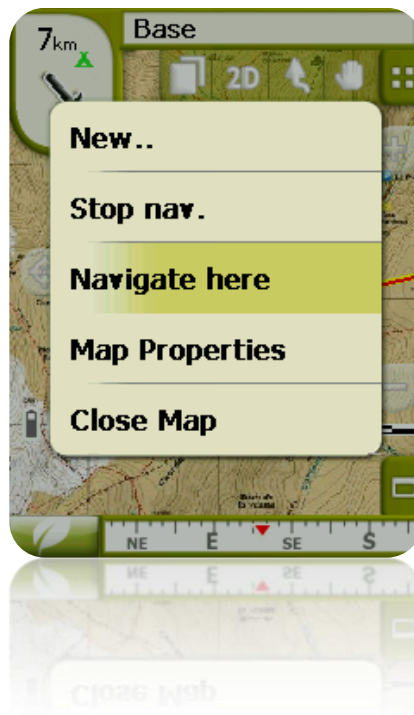 7km
Base
2D
New..
Stop nav.
Navigate here
Map Properties
Close Map
NE E SE S